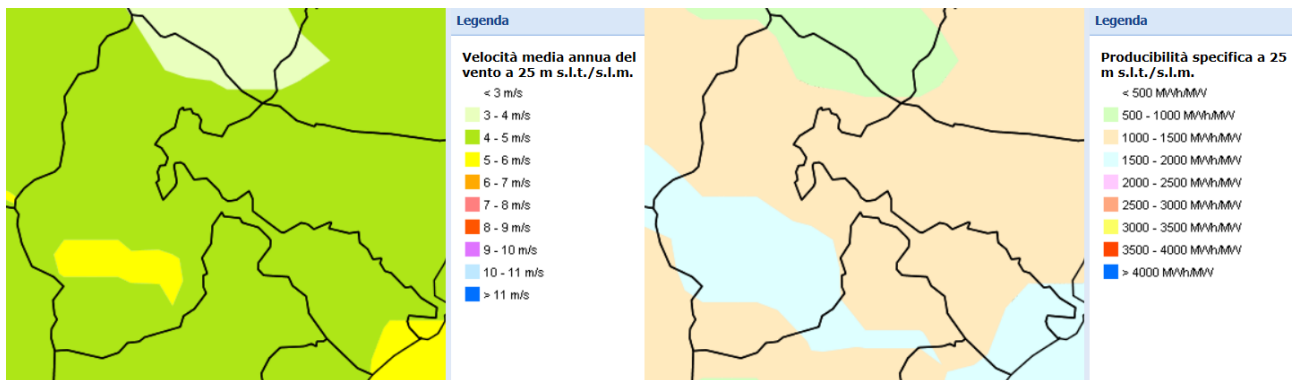 Legenda
Velocità media annua del
vento a 25 m s.l.t./s.l.m.
< 3 m/s
3 - 4 m/s
4 - 5 m/s
5 - 6 m/s
6 - 7 m/s
7 - 8 m/s
8 - 9 m/s
9 - 10 m/s
10 - 11 m/s
> 11 m/s
Legenda
Producibilità specifica a 25
m s.l.t./s.l.m.
< 500 MWh/MW
500 - 1000 MWh/MW
1000 - 1500 MWh/MW
1500 - 2000 MWh/MW
2000 - 2500 MWh/MW
2500 - 3000 MWh/MW
3000 - 3500 MWh/MW
3500 - 4000 MWh/MW
> 4000 MWh/MW